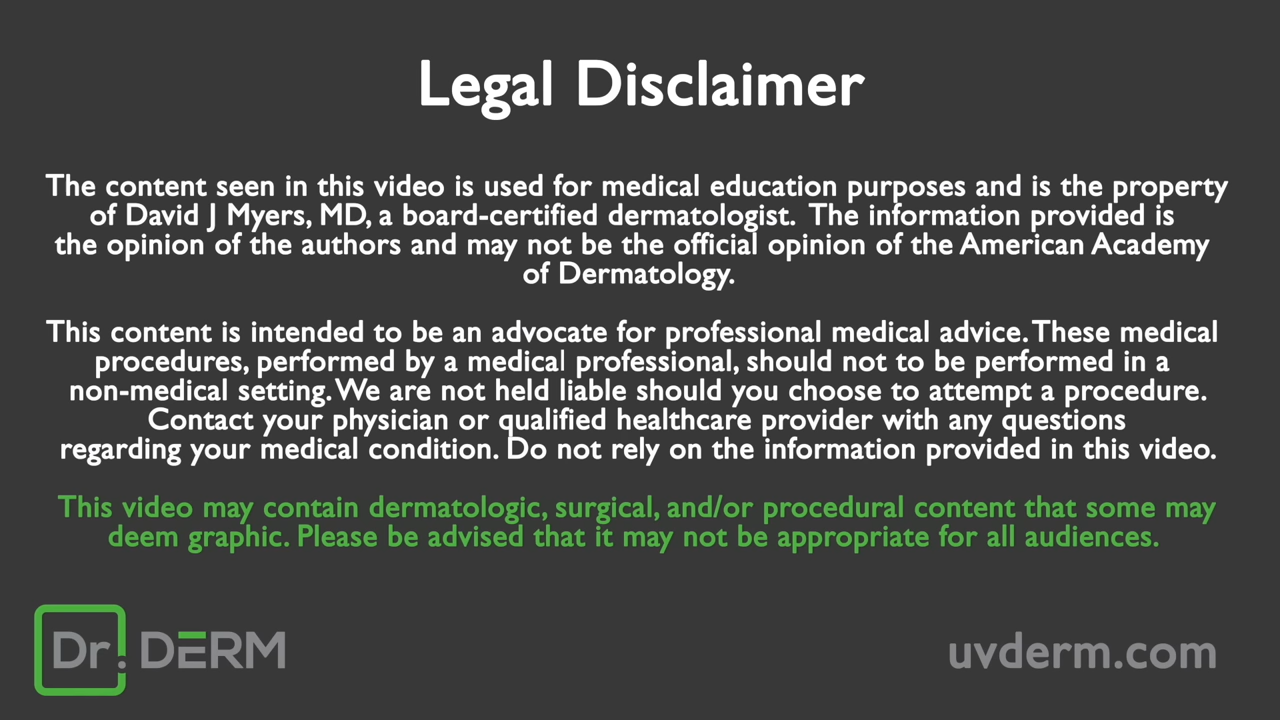 Legal Disclaimer
The content seen in this video is used for medical education purposes and is the property
of David J Myers, MD, a board-certified dermatologist. The information provided is
the opinion of the authors and may not be the official opinion of the American Academy
of Dermatology.
This content is intended to be an advocate for professional medical advice. These medical
procedures, performed by a medical professional, should not to be performed in a
non-medical setting. We are not held liable should you choose to attempt a procedure.
Contact your physician or qualified healthcare provider with any questions
regarding your medical condition. Do not rely on the information provided in this video.
This video may contain dermatologic, surgical, and/or procedural content that some may
deem graphic. Please be advised that it may not be appropriate for all audiences.
Dr. DERM
uvderm.com